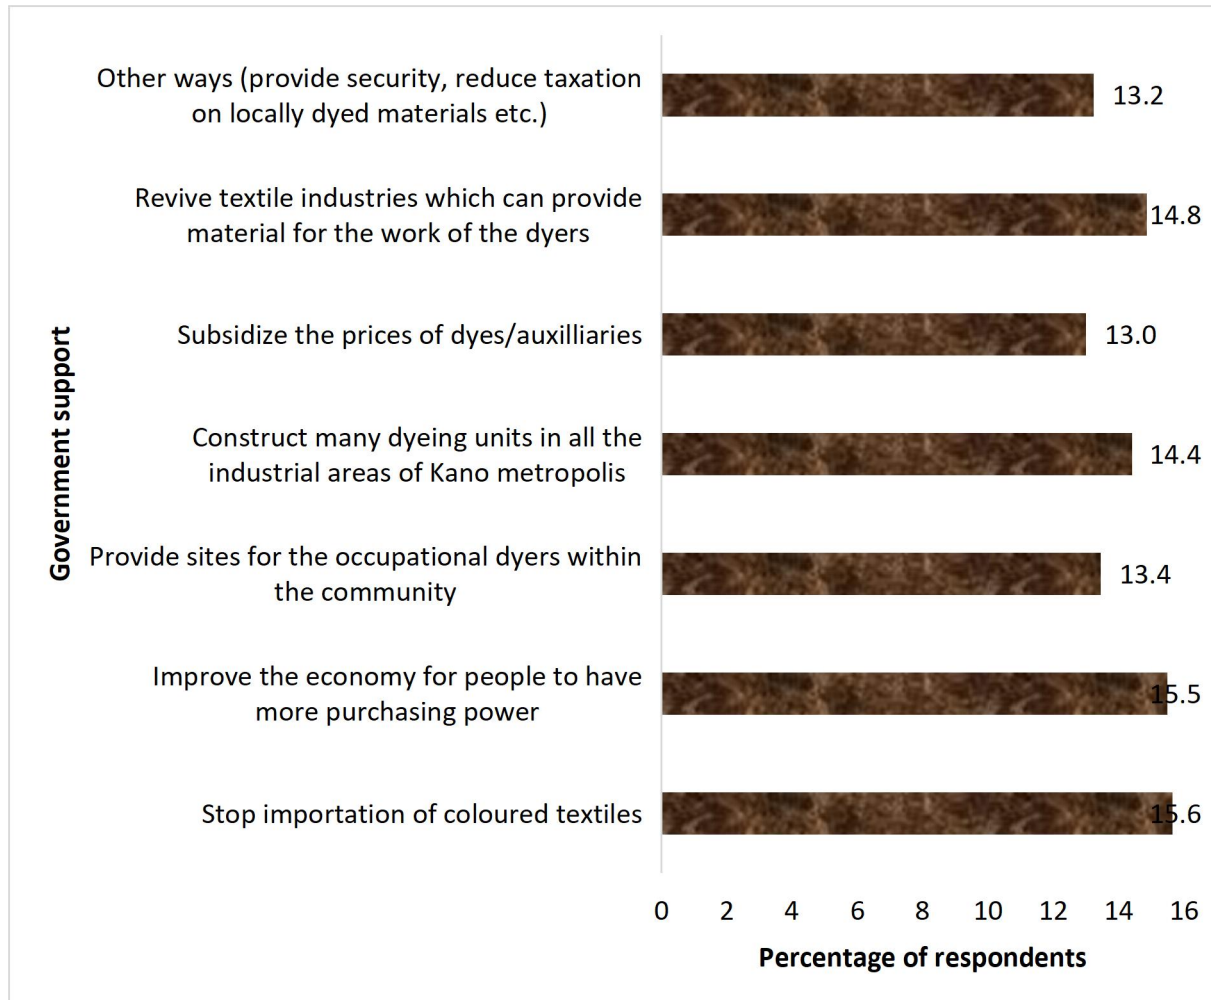 Other ways (provide security, reduce taxation
on locally dyed materials etc.)
13.2
Revive textile industries which can provide
material for the work of the dyers
14.8
Subsidize the prices of dyes/auxilliaries
13.0
Construct many dyeing units in all the
industrial areas of Kano metropolis
14.4
Provide sites for the occupational dyers within
the community
13.4
Improve the economy for people to have
more purchasing power
15.5
Stop importation of coloured textiles
15.6
Government support
0 2 4 6 8 10 12 14 16
Percentage of respondents